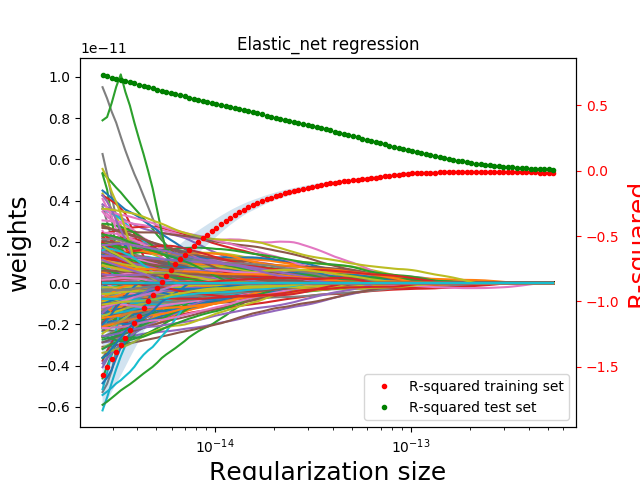 Elastic_net regression
1e−11
1.0
0.8
0.6
0.4
0.2
0.0
−0.2
−0.4
−0.6
weights
0.5
0.0
−0.5
−1.0
−1.5
R-squared
R-squared training set
R-squared test set
10⁻¹⁴
10⁻¹³
Regularization size